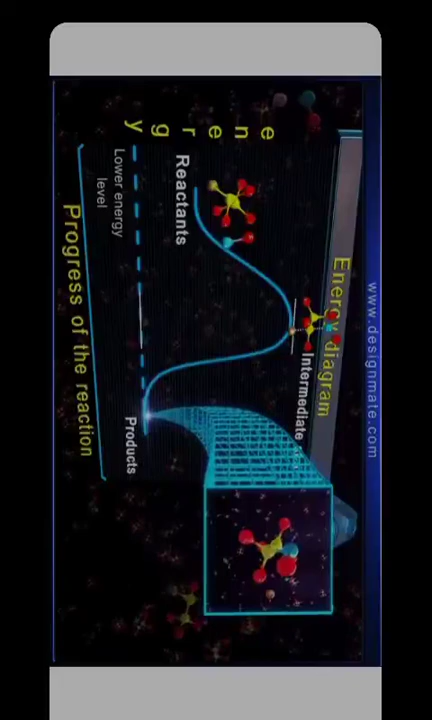 www.designmate.com
Energy diagram
Intermediate
energy
Reactants
Products
Lower energy
level
Progress of the reaction